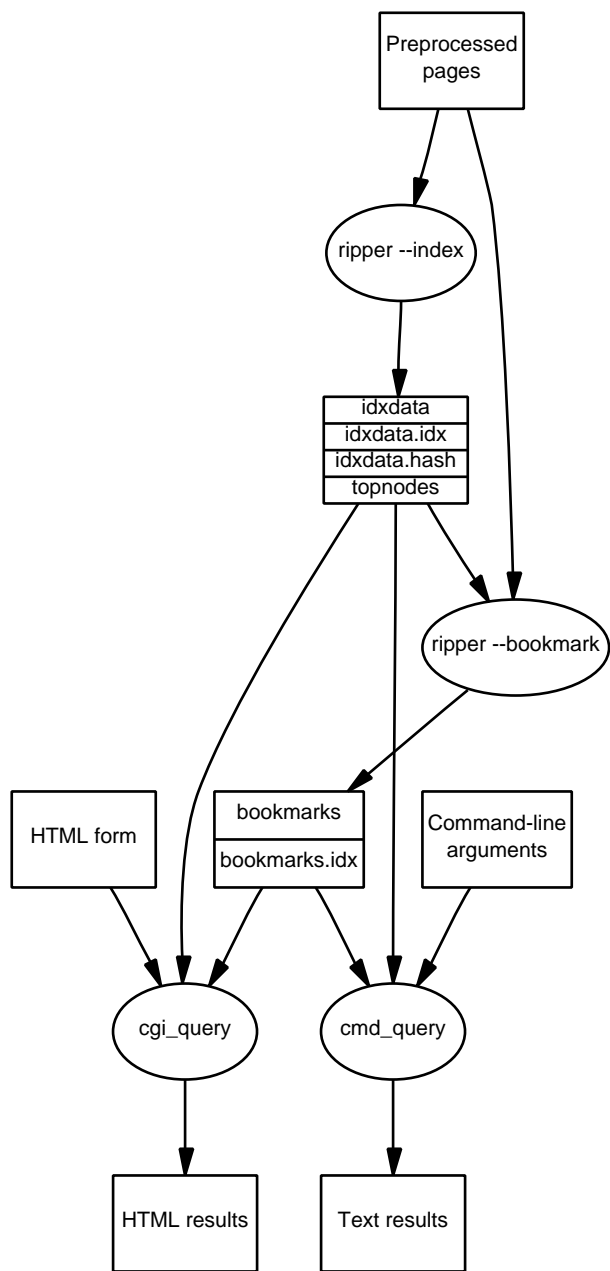 Preprocessed
pages
ripper --index
idxdata
idxdata.idx
idxdata.hash
topnodes
ripper --bookmark
HTML form
bookmarks
bookmarks.idx
Command-line
arguments
cgi_query
cmd_query
HTML results
Text results